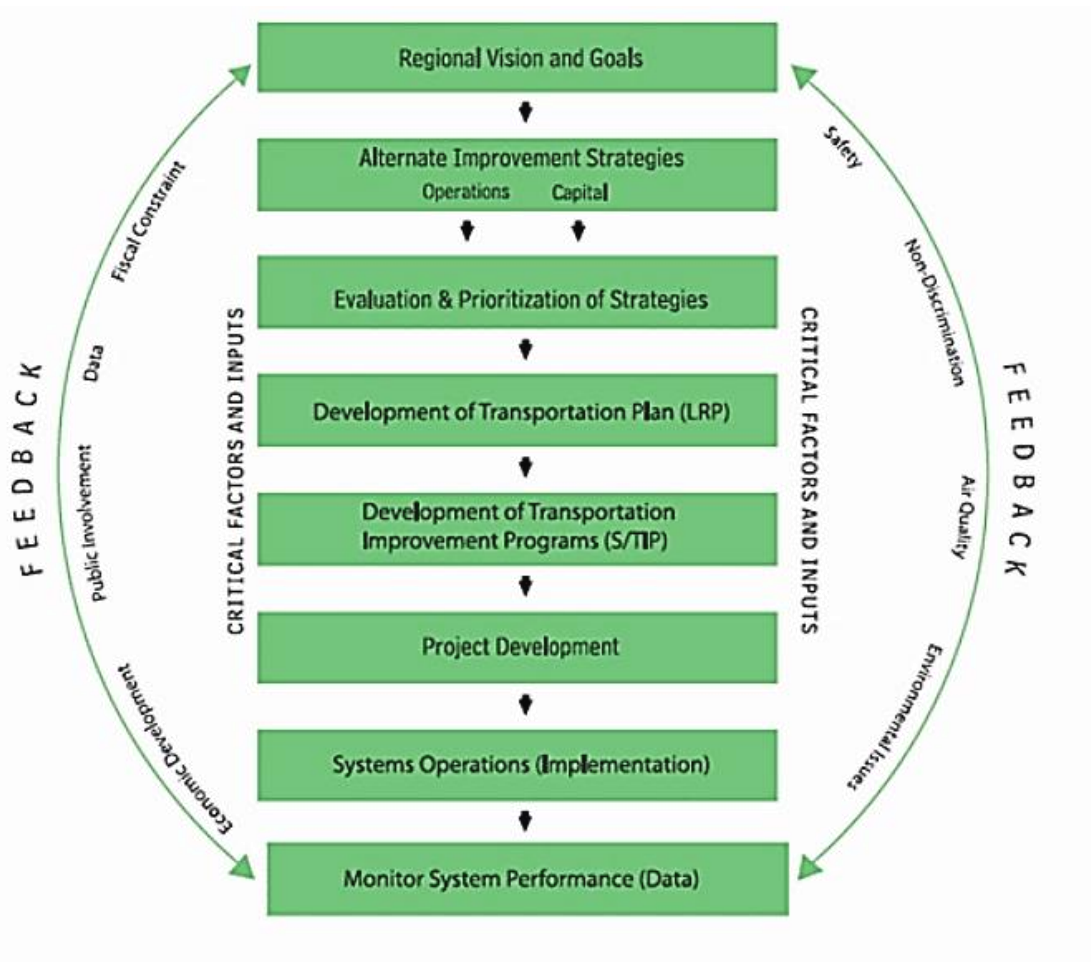 Regional Vision and Goals
Alternate Improvement Strategies
Operations Capital
Evaluation & Prioritization of Strategies
Development of Transportation Plan (LRP)
Development of Transportation
Improvement Programs (S/TIP)
Project Development
Systems Operations (Implementation)
Monitor System Performance (Data)
FEEDBACK
Fiscal Constraint
Data
Public Involvement
Economic Development
CRITICAL FACTORS AND INPUTS
CRITICAL FACTORS AND INPUTS
Safety
Non-Discrimination
Air Quality
Environmental Issues
FEEDBACK